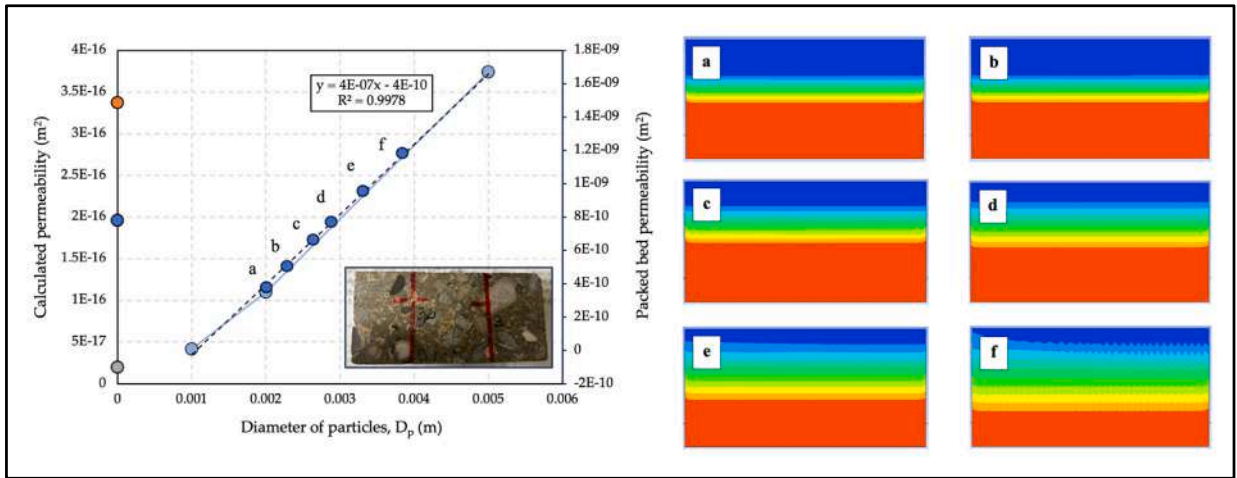 4E-16
3.5E-16
3E-16
2.5E-16
2E-16
1.5E-16
1E-16
5E-17
0
Calculated permeability (m²)
y = 4E-07x - 4E-10
R² = 0.9978
a
b
c
d
e
f
1.8E-09
1.6E-09
1.4E-09
1.2E-09
1E-09
8E-10
6E-10
4E-10
2E-10
0
-2E-10
Packed bed permeability (m²)
0 0.001 0.002 0.003 0.004 0.005 0.006
Diameter of particles, Dₚ (m)
a
b
c
d
e
f